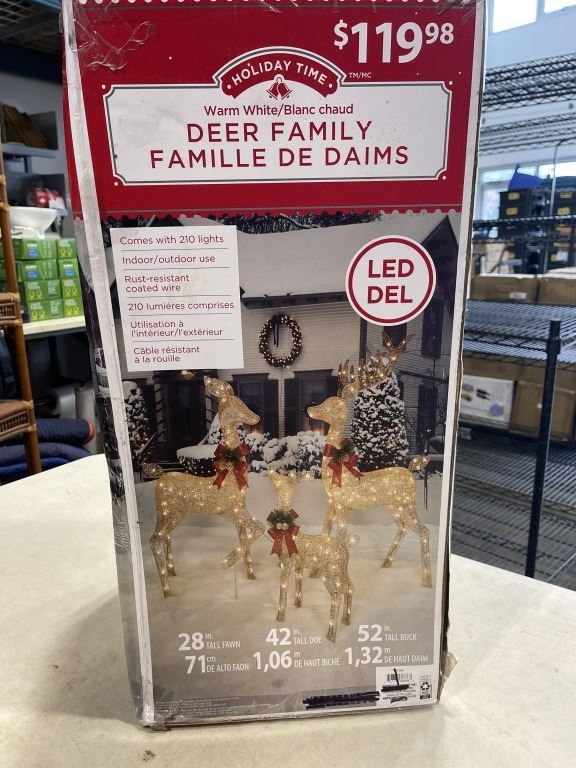 $119.98
HOLIDAY TIME
TM/MC
Warm White/Blanc chaud
DEER FAMILY
FAMILLE DE DAIMS
Comes with 210 lights
Indoor/outdoor use
Rust-resistant
coated wire
210 lumières comprises
Utilisation à
l'intérieur/l'extérieur
Câble résistant
à la rouille
LED
DEL
28 in. TALL FAWN
71 cm DE ALTO FAON
42 in. TALL DOE
1,06 m DE HAUT BICHE
52 in. TALL BUCK
1,32 m DE HAUT DAIM